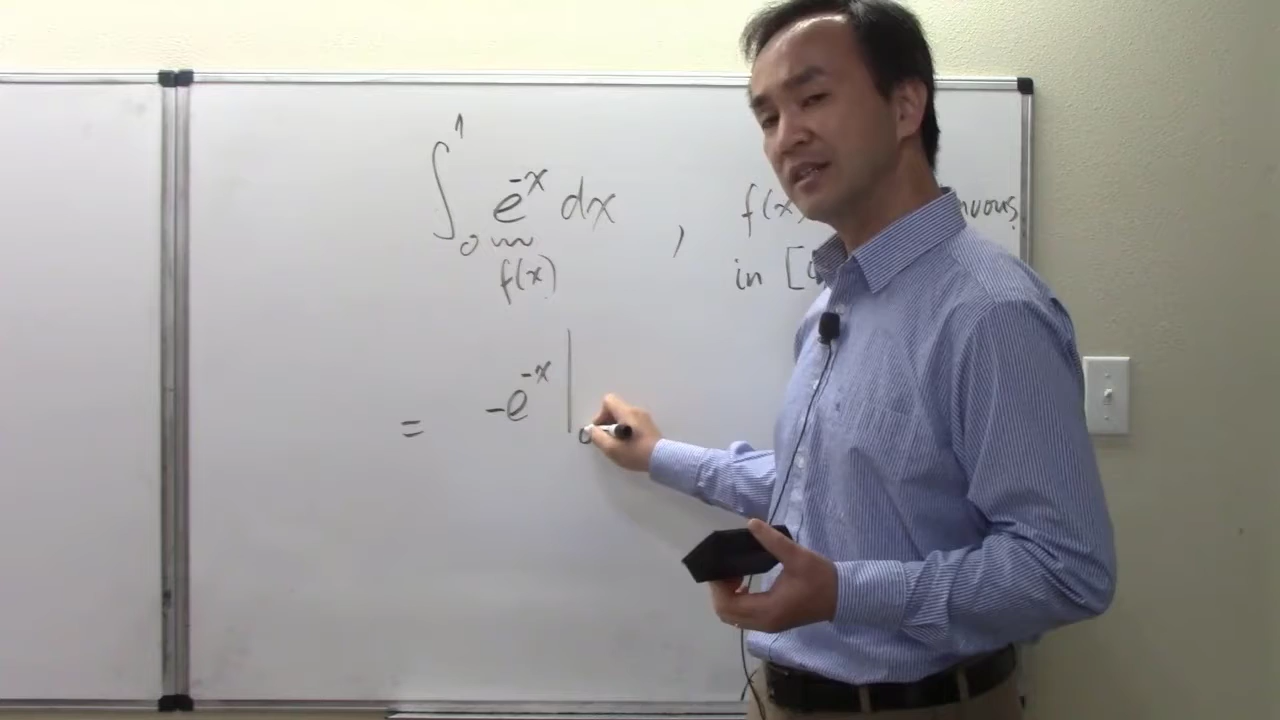 ∫₀¹ e⁻ˣ dx , f(x)
f(x) in [
= -e⁻ˣ |₀